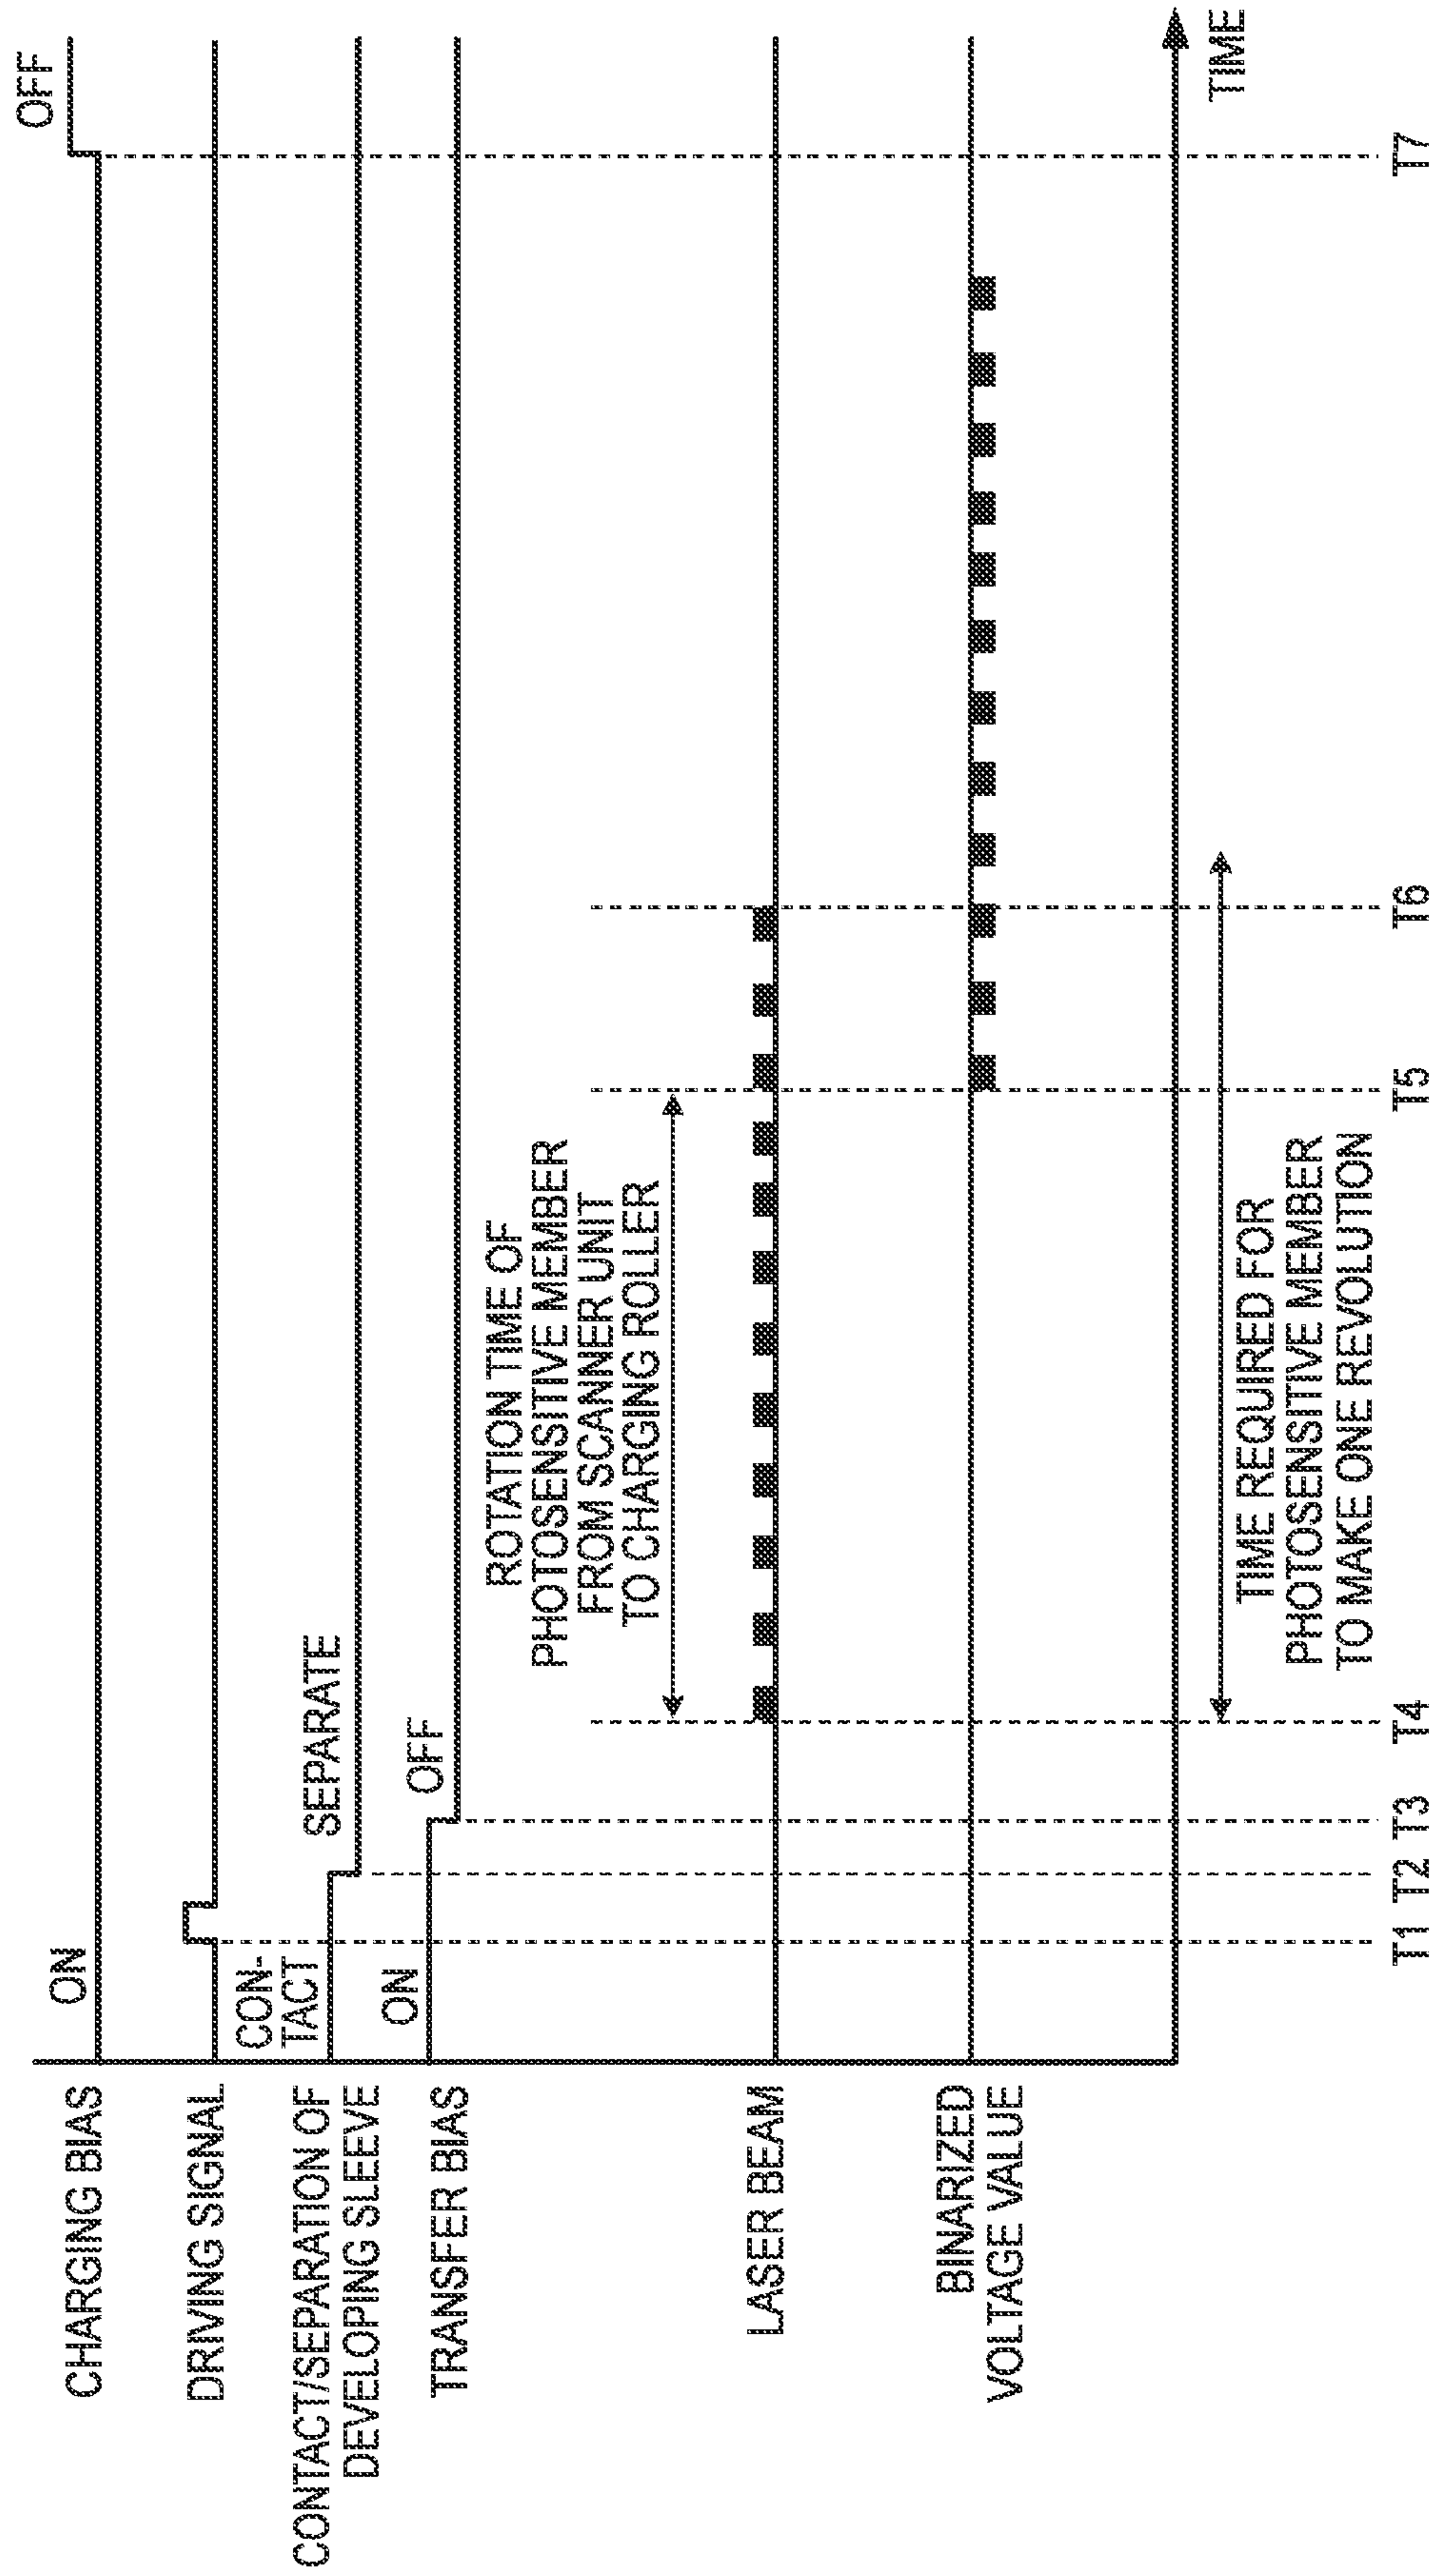 CHARGING BIAS
ON
OFF
DRIVING SIGNAL
CONTACT/SEPARATION OF
DEVELOPING SLEEVE
CON-
TACT
SEPARATE
TRANSFER BIAS
ON
OFF
ROTATION TIME OF
PHOTOSENSITIVE MEMBER
FROM SCANNER UNIT
TO CHARGING ROLLER
LASER BEAM
BINARIZED
VOLTAGE VALUE
TIME
TIME REQUIRED FOR
PHOTOSENSITIVE MEMBER
TO MAKE ONE REVOLUTION
T1 T2 T3 T4 T5 T6 T7